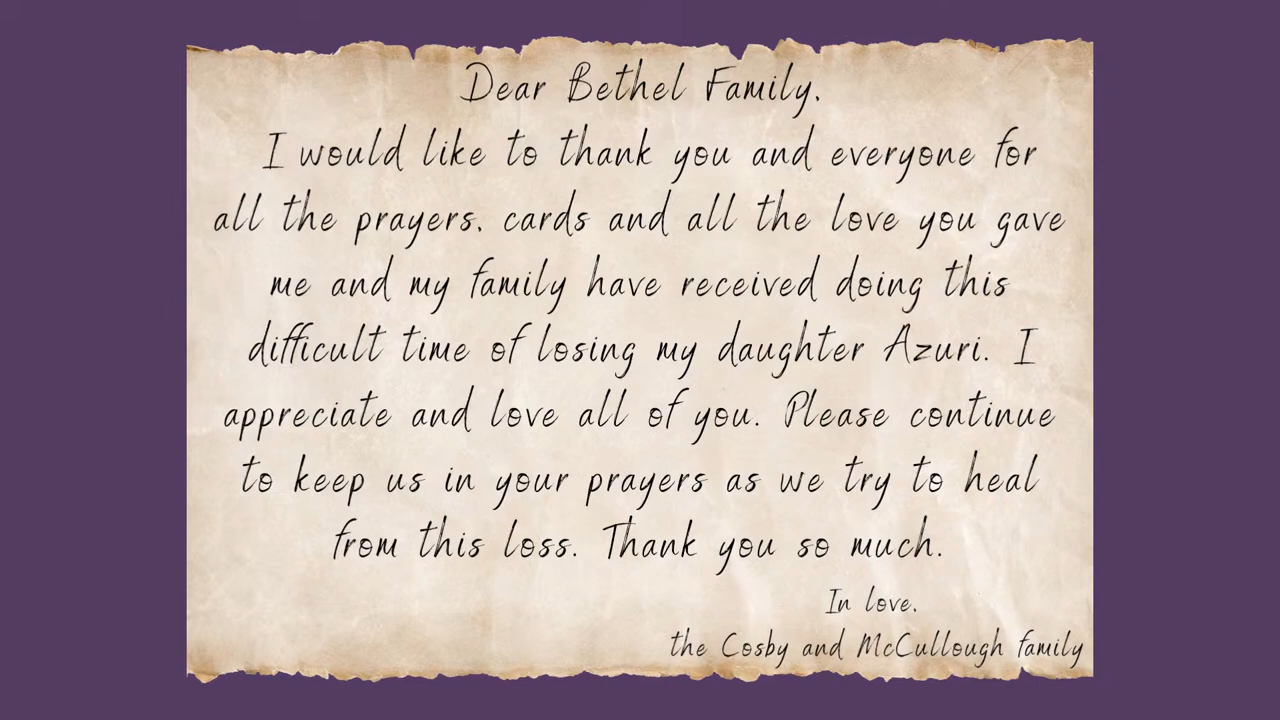 Dear Bethel Family,
I would like to thank you and everyone for
all the prayers, cards and all the love you gave
me and my family have received doing this
difficult time of losing my daughter Azuri. I
appreciate and love all of you. Please continue
to keep us in your prayers as we try to heal
from this loss. Thank you so much.
In love,
the Cosby and McCullough family